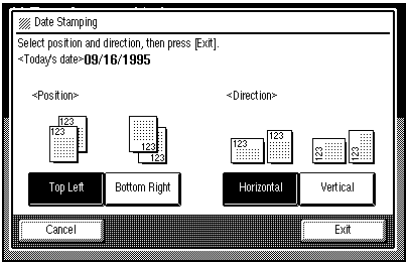 Date Stamping
Select position and direction, then press [Exit].
<Today's date>09/16/1995
<Position> <Direction>
123 123 123 123
123 123 123 123
Top Left Bottom Right Horizontal Vertical
Cancel Exit